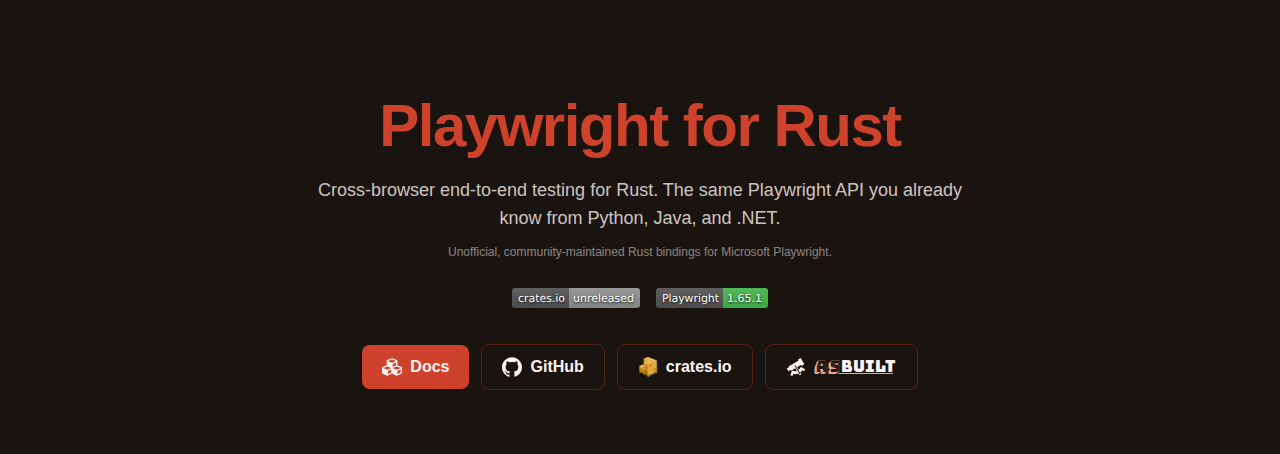 Playwright for Rust
Cross-browser end-to-end testing for Rust. The same Playwright API you already
know from Python, Java, and .NET.
Unofficial, community-maintained Rust bindings for Microsoft Playwright.
crates.io unreleased Playwright 1.65.1
Docs GitHub crates.io ASBUILT